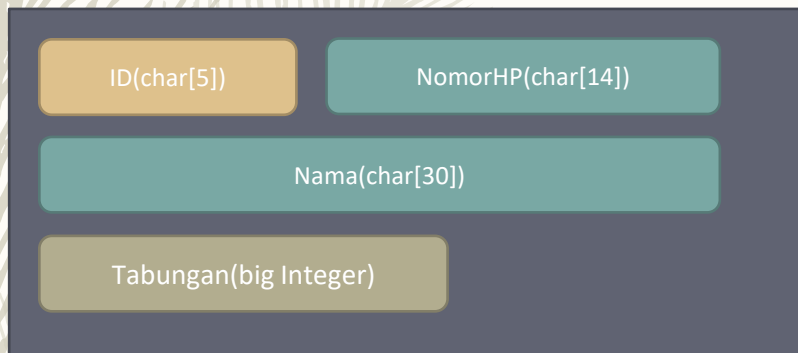 ID(char[5])
NomorHP(char[14])
Nama(char[30])
Tabungan(big Integer)